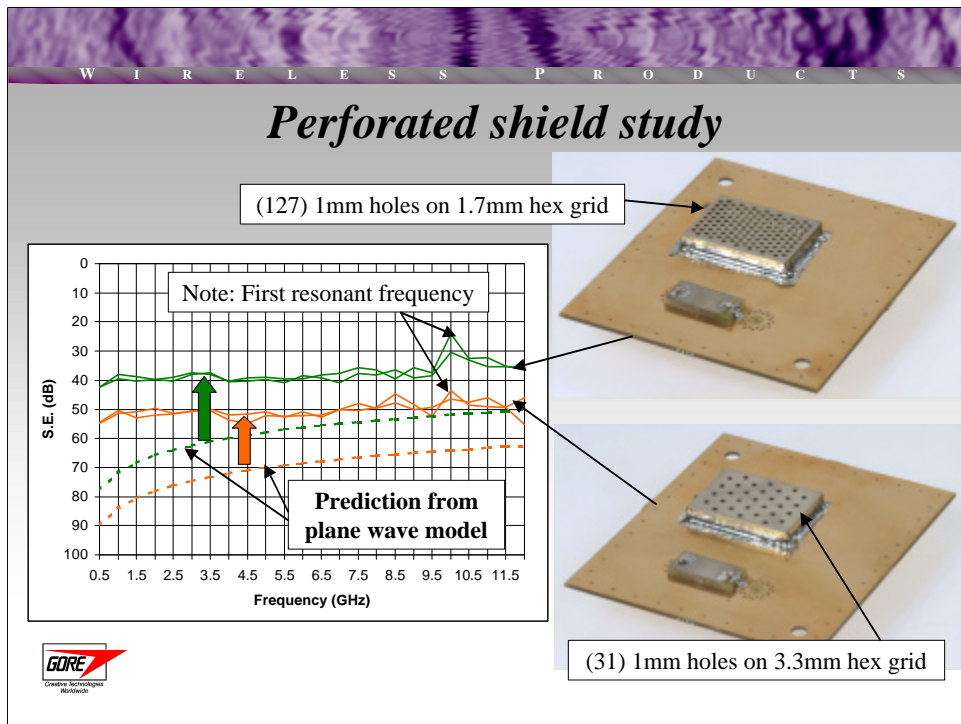 WIRELESS PRODUCTS
Perforated shield study
(127) 1mm holes on 1.7mm hex grid
Note: First resonant frequency
0
10
20
30
40
50
60
70
80
90
100
S.E. (dB)
Prediction from
plane wave model
0.5 1.5 2.5 3.5 4.5 5.5 6.5 7.5 8.5 9.5 10.5 11.5
Frequency (GHz)
(31) 1mm holes on 3.3mm hex grid
GORE
Creative Technologies
Worldwide